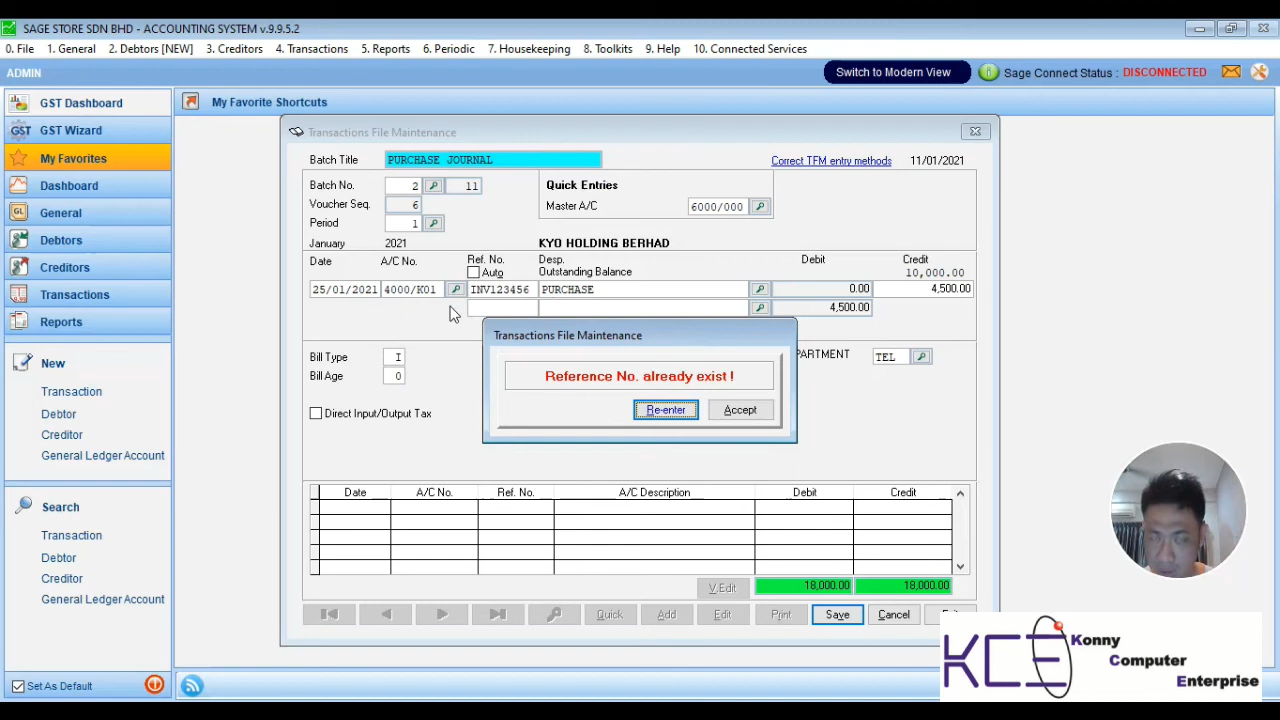 SAGE STORE SDN BHD - ACCOUNTING SYSTEM v.9.9.5.2
0. File 1. General 2. Debtors [NEW] 3. Creditors 4. Transactions 5. Reports 6. Periodic 7. Housekeeping 8. Toolkits 9. Help 10. Connected Services
ADMIN
Switch to Modern View
Sage Connect Status : DISCONNECTED
GST Dashboard
GST Wizard
My Favorites
Dashboard
General
Debtors
Creditors
Transactions
Reports
New
Transaction
Debtor
Creditor
General Ledger Account
Search
Transaction
Debtor
Creditor
General Ledger Account
Set As Default
My Favorite Shortcuts
Transactions File Maintenance
Batch Title PURCHASE JOURNAL Correct TFM entry methods 11/01/2021
Batch No. 2 11 Quick Entries
Voucher Seq. 6 Master A/C 6000/000
Period 1
January 2021 KYO HOLDING BERHAD
Date A/C No. Ref. No. Desp. Debit Credit
Auto Outstanding Balance 10,000.00
25/01/2021 4000/K01 INV123456 PURCHASE 0.00 4,500.00
4,500.00
Transactions File Maintenance
Bill Type I PARTMENT TEL
Bill Age 0
Reference No. already exist !
Re-enter Accept
Direct Input/Output Tax
Date A/C No. Ref. No. A/C Description Debit Credit
V.Edit 18,000.00 18,000.00
Quick Add Edit Print Save Cancel
KCE
Konny
Computer
Enterprise